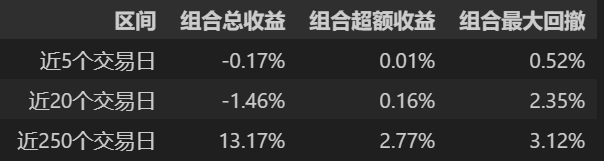 区间 组合总收益 组合超额收益 组合最大回撤
近5个交易日 -0.17% 0.01% 0.52%
近20个交易日 -1.46% 0.16% 2.35%
近250个交易日 13.17% 2.77% 3.12%